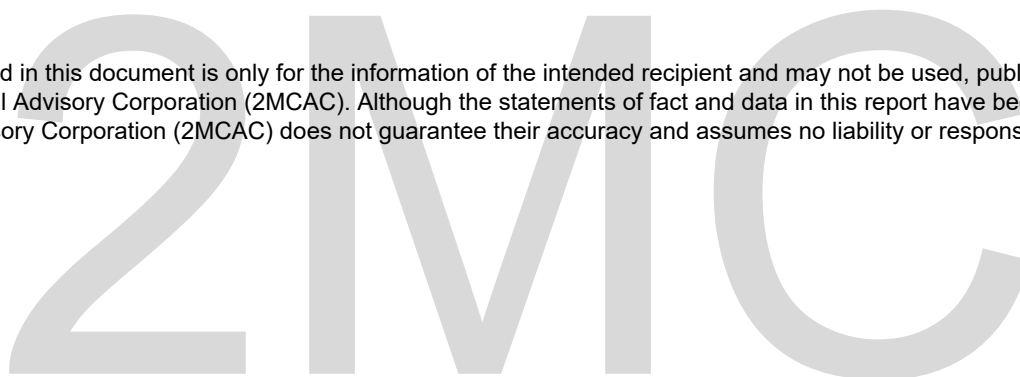 d in this document is only for the information of the intended recipient and may not be used, publ
l Advisory Corporation (2MCAC). Although the statements of fact and data in this report have be
ory Corporation (2MCAC) does not guarantee their accuracy and assumes no liability or respons
2MC